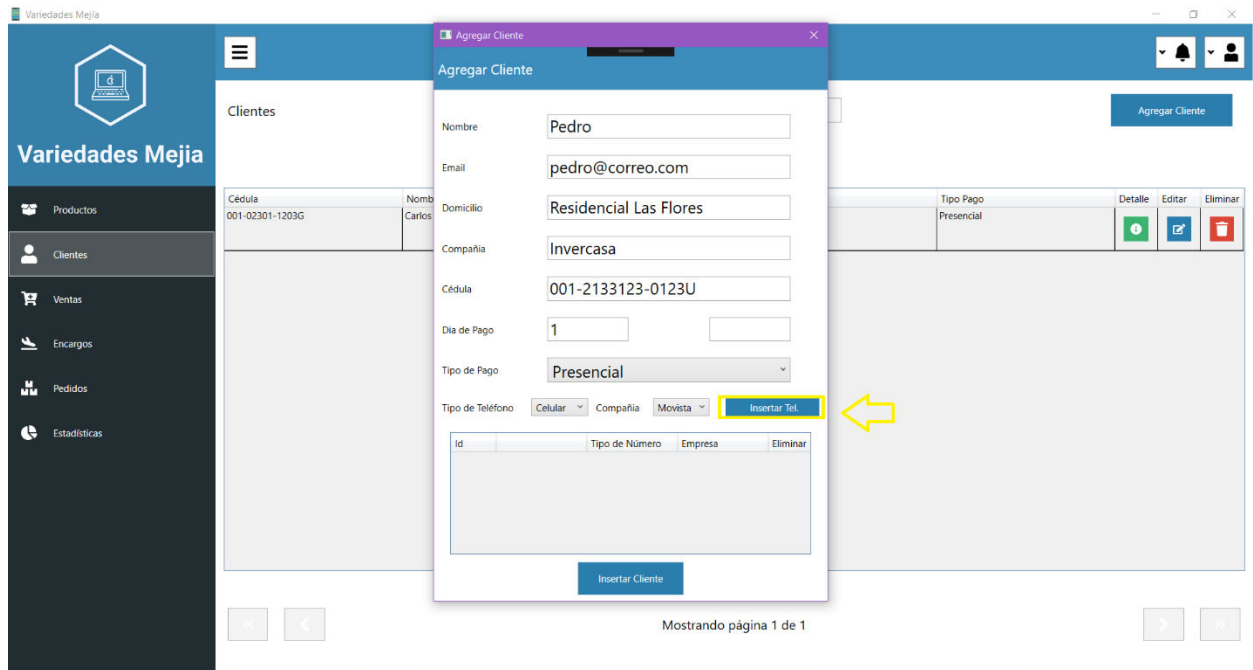 Variedades Mejía
Agregar Cliente
Agregar Cliente
Variedades Mejia
Clientes
Agregar Cliente
Productos
Clientes
Ventas
Encargos
Pedidos
Estadísticas
Cédula Tipo Pago Detalle Editar Eliminar
001-02301-1203G Carlos Presencial
Nombre Pedro
Email pedro@correo.com
Domicilio Residencial Las Flores
Compañia Invercasa
Cédula 001-2133123-0123U
Dia de Pago 1
Tipo de Pago Presencial
Tipo de Teléfono Celular Compañia Movista Insertar Tel.
Id Tipo de Número Empresa Eliminar
Insertar Cliente
Mostrando página 1 de 1